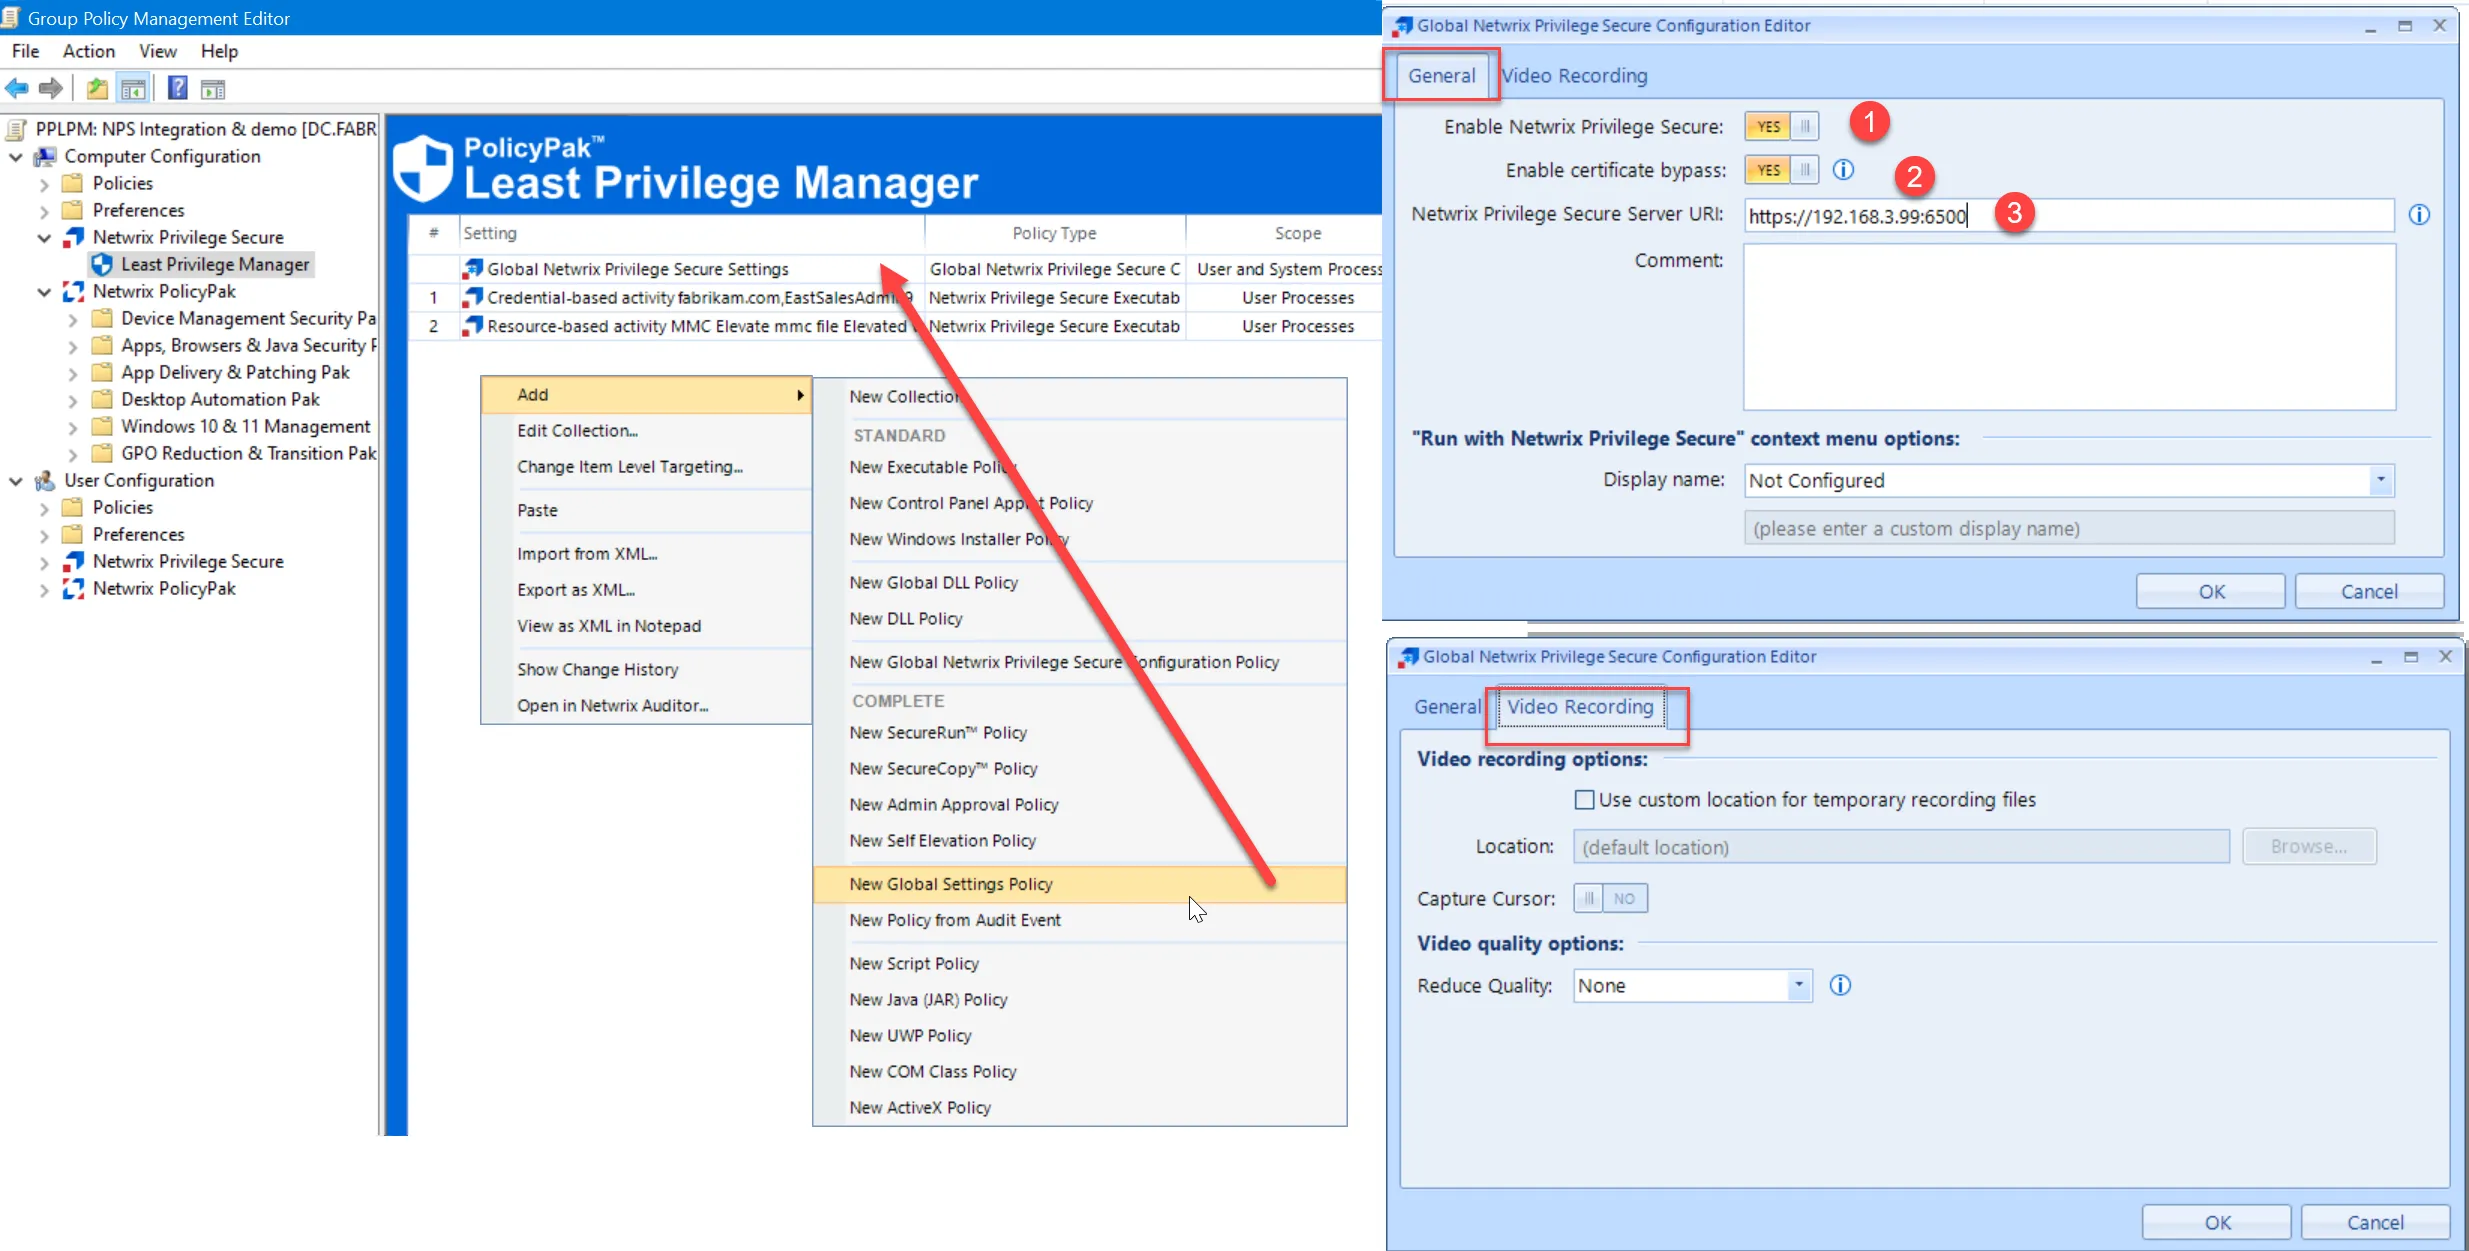 Group Policy Management Editor
File Action View Help
PPLPM: NPS Integration & demo [DC.FABR
Computer Configuration
Policies
Preferences
Netwrix Privilege Secure
Least Privilege Manager
Netwrix PolicyPak
Device Management Security Pa
Apps, Browsers & Java Security
App Delivery & Patching Pak
Desktop Automation Pak
Windows 10 & 11 Management
GPO Reduction & Transition Pak
User Configuration
Policies
Preferences
Netwrix Privilege Secure
Netwrix PolicyPak
PolicyPak™
Least Privilege Manager
# Setting Policy Type Scope
Global Netwrix Privilege Secure Settings Global Netwrix Privilege Secure C User and System Process
1 Credential-based activity fabrikam.com,EastSalesAdmin9 Netwrix Privilege Secure Executab User Processes
2 Resource-based activity MMC Elevate mmc file Elevated Netwrix Privilege Secure Executab User Processes
Add
Edit Collection...
Change Item Level Targeting...
Paste
Import from XML...
Export as XML...
View as XML in Notepad
Show Change History
Open in Netwrix Auditor...
New Collection
STANDARD
New Executable Policy
New Control Panel Applet Policy
New Windows Installer Policy
New Global DLL Policy
New DLL Policy
New Global Netwrix Privilege Secure Configuration Policy
COMPLETE
New SecureRun™ Policy
New SecureCopy™ Policy
New Admin Approval Policy
New Self Elevation Policy
New Global Settings Policy
New Policy from Audit Event
New Script Policy
New Java (JAR) Policy
New UWP Policy
New COM Class Policy
New ActiveX Policy
Global Netwrix Privilege Secure Configuration Editor
General Video Recording
Enable Netwrix Privilege Secure: YES 1
Enable certificate bypass: YES 2
Netwrix Privilege Secure Server URI: https://192.168.3.99:6500 3
Comment:
"Run with Netwrix Privilege Secure" context menu options:
Display name: Not Configured
(please enter a custom display name)
OK Cancel
Global Netwrix Privilege Secure Configuration Editor
General Video Recording
Video recording options:
Use custom location for temporary recording files
Location: (default location) Browse...
Capture Cursor: NO
Video quality options:
Reduce Quality: None
OK Cancel